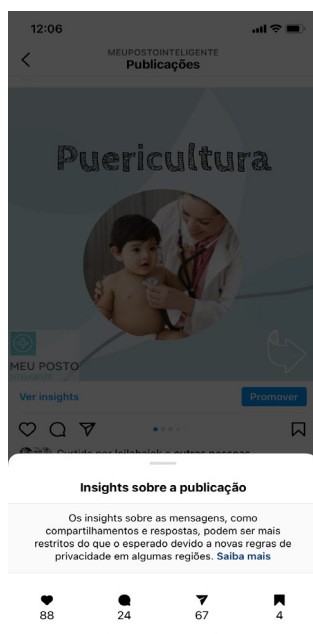 12:06
MEUPOSTOINTELIGENTE
Publicações
Puericultura
MEU POSTO
Ver insights
Promover
Insights sobre a publicação
Os insights sobre as mensagens, como
compartilhamentos e respostas, podem ser mais
restritos do que o esperado devido a novas regras de
privacidade em algumas regiões. Saiba mais
88 24 67 4